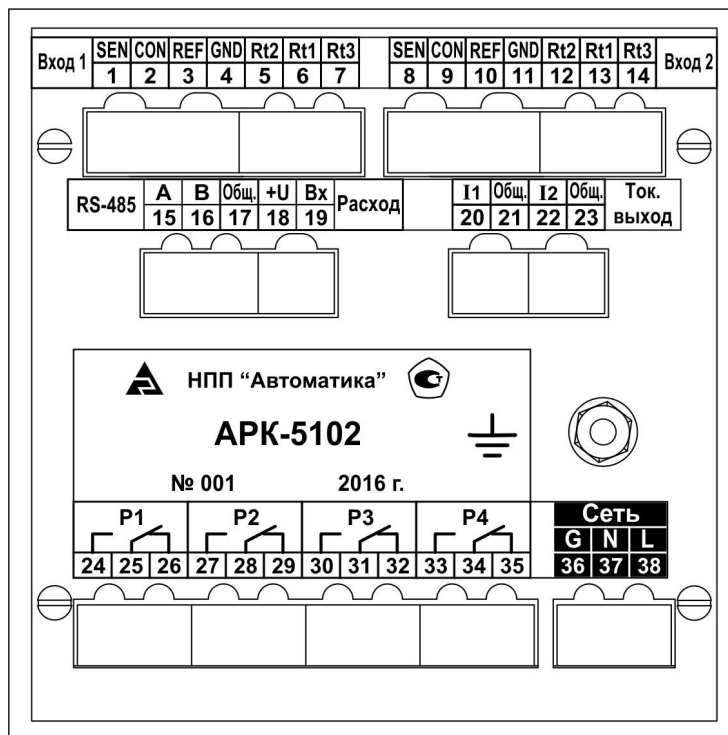 Вход 1 SEN CON REF GND Rt2 Rt1 Rt3 SEN CON REF GND Rt2 Rt1 Rt3 Вход 2
1 2 3 4 5 6 7 8 9 10 11 12 13 14
RS-485 A B Общ. +U Вх Расход I1 Общ. I2 Общ. Ток. выход
15 16 17 18 19 20 21 22 23
НПП “Автоматика”
АРК-5102
№ 001 2016 г.
P1 P2 P3 P4 Сеть
G N L
24 25 26 27 28 29 30 31 32 33 34 35 36 37 38